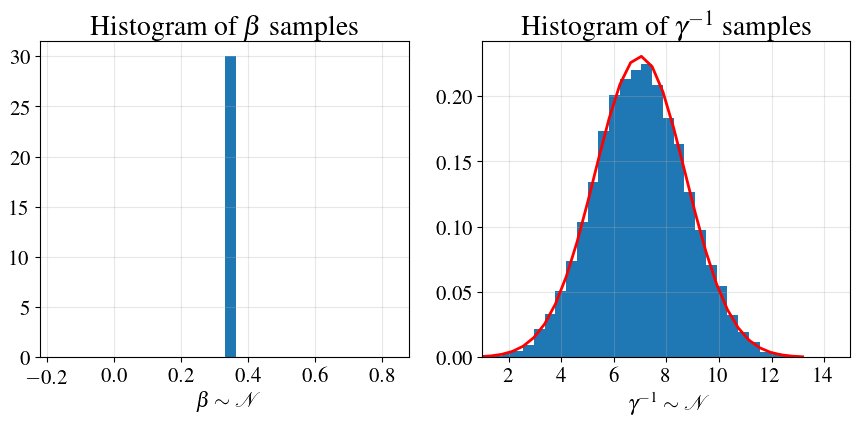 Histogram of β samples
30
25
20
15
10
5
0
−0.2 0.0 0.2 0.4 0.6 0.8
β ∼ 𝒩
Histogram of γ⁻¹ samples
0.20
0.15
0.10
0.05
0.00
2 4 6 8 10 12 14
γ⁻¹ ∼ 𝒩